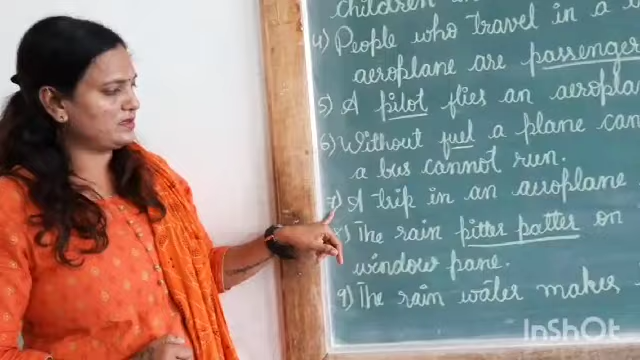 children
4) People who travel in a
aeroplane are passenger
5) A pilot flies an aeropla
6) Without fuel a plane can
a bus cannot run.
7) A trip in an aeroplane
8) The rain pitter patter on
window pane.
9) The rain water makes
InShOt